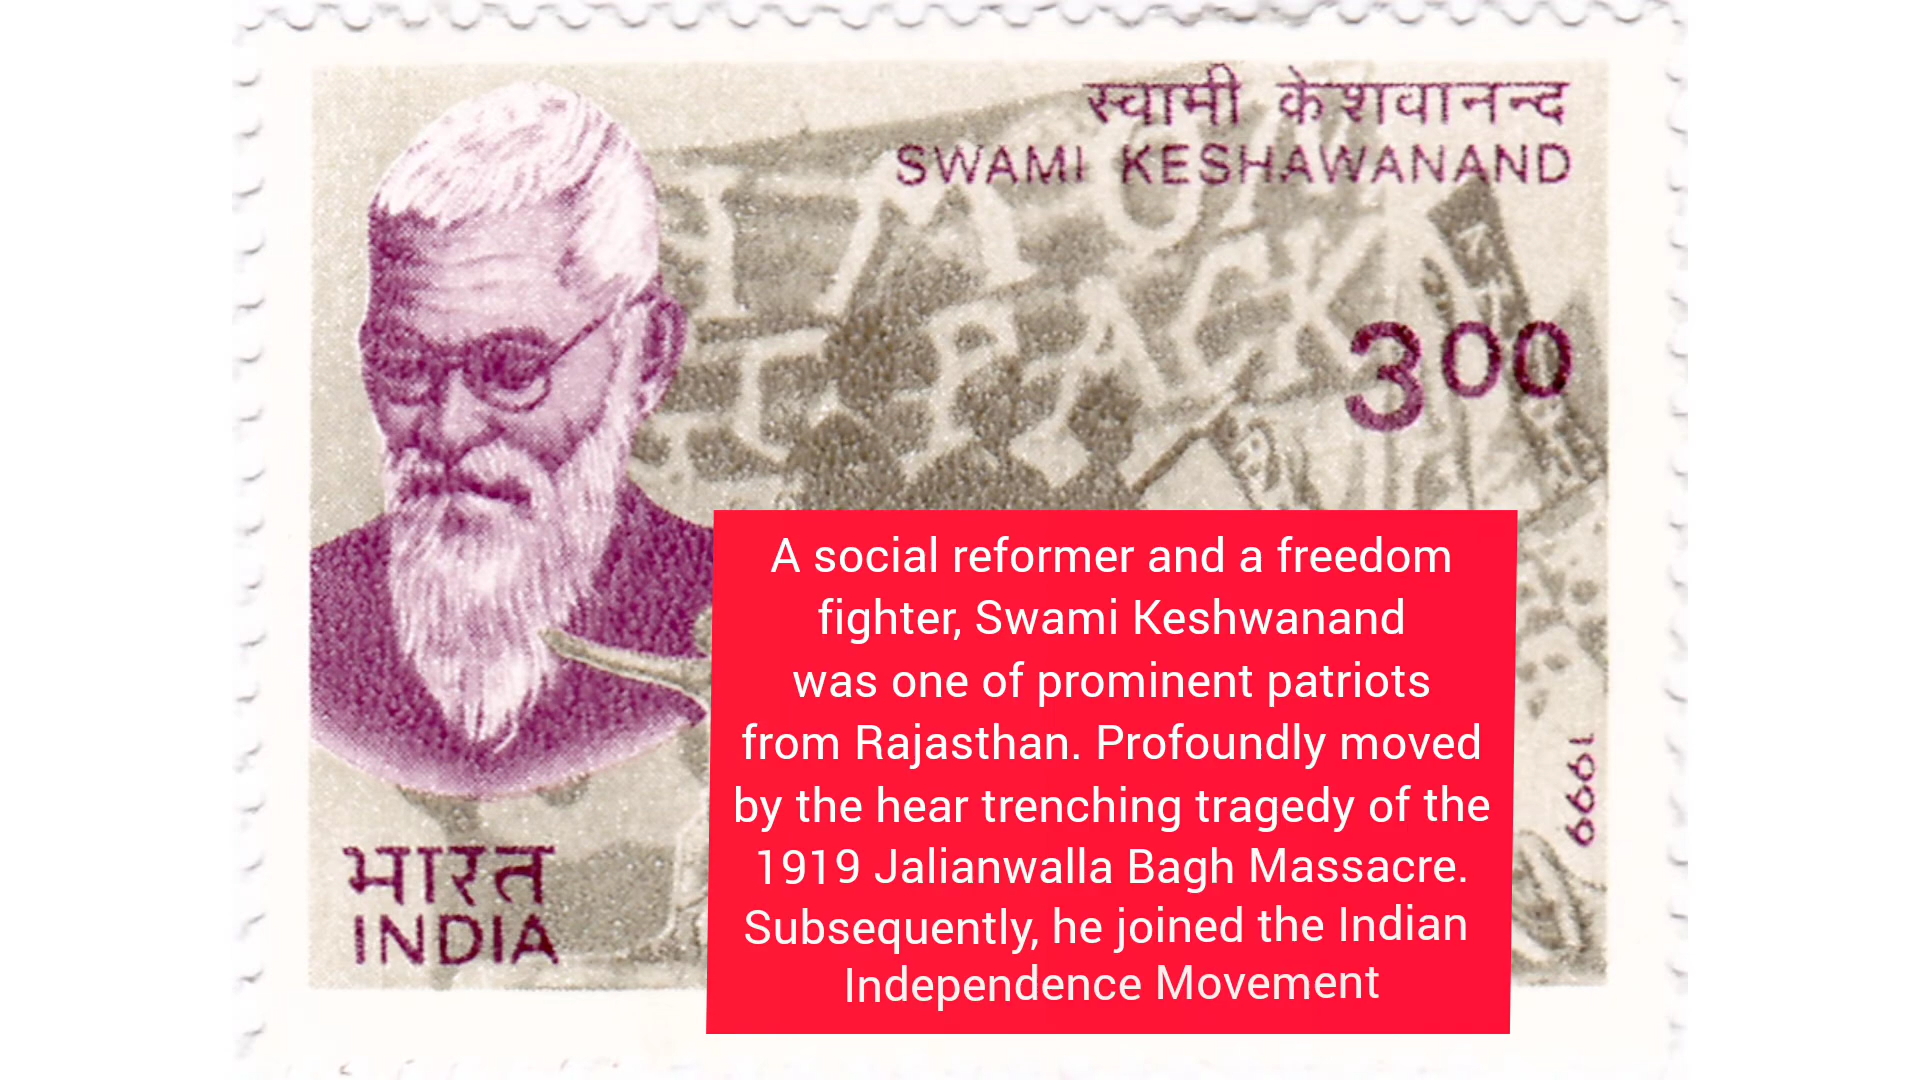 स्वामी केशवानन्द
SWAMI KESHAWANAND
PACK
300
A social reformer and a freedom
fighter, Swami Keshwanand
was one of prominent patriots
from Rajasthan. Profoundly moved
by the hear trenching tragedy of the
1919 Jalianwalla Bagh Massacre.
Subsequently, he joined the Indian
Independence Movement
1999
भारत
INDIA